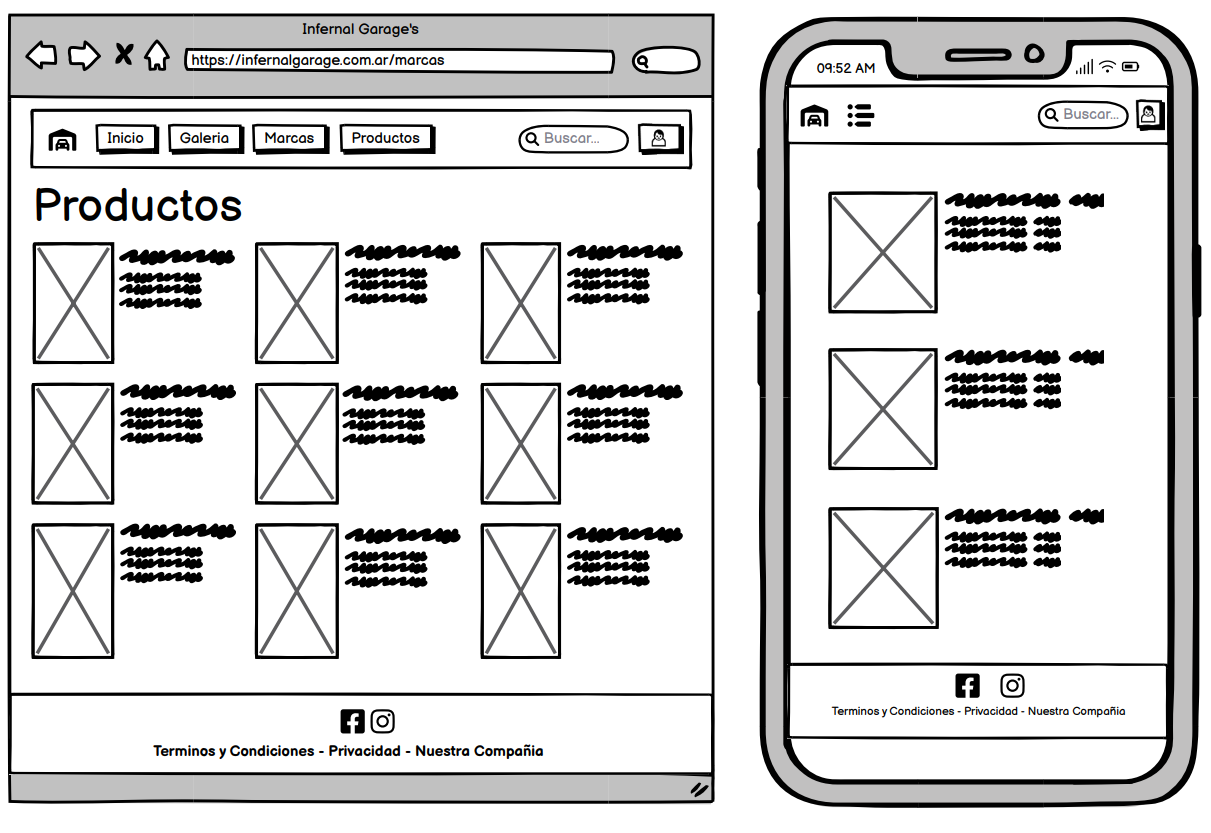 Infernal Garage's
https://infernalgarage.com.ar/marcas
Inicio Galeria Marcas Productos Buscar...
Productos
Terminos y Condiciones - Privacidad - Nuestra Compañia
09:52 AM
Buscar...
Terminos y Condiciones - Privacidad - Nuestra Compañia